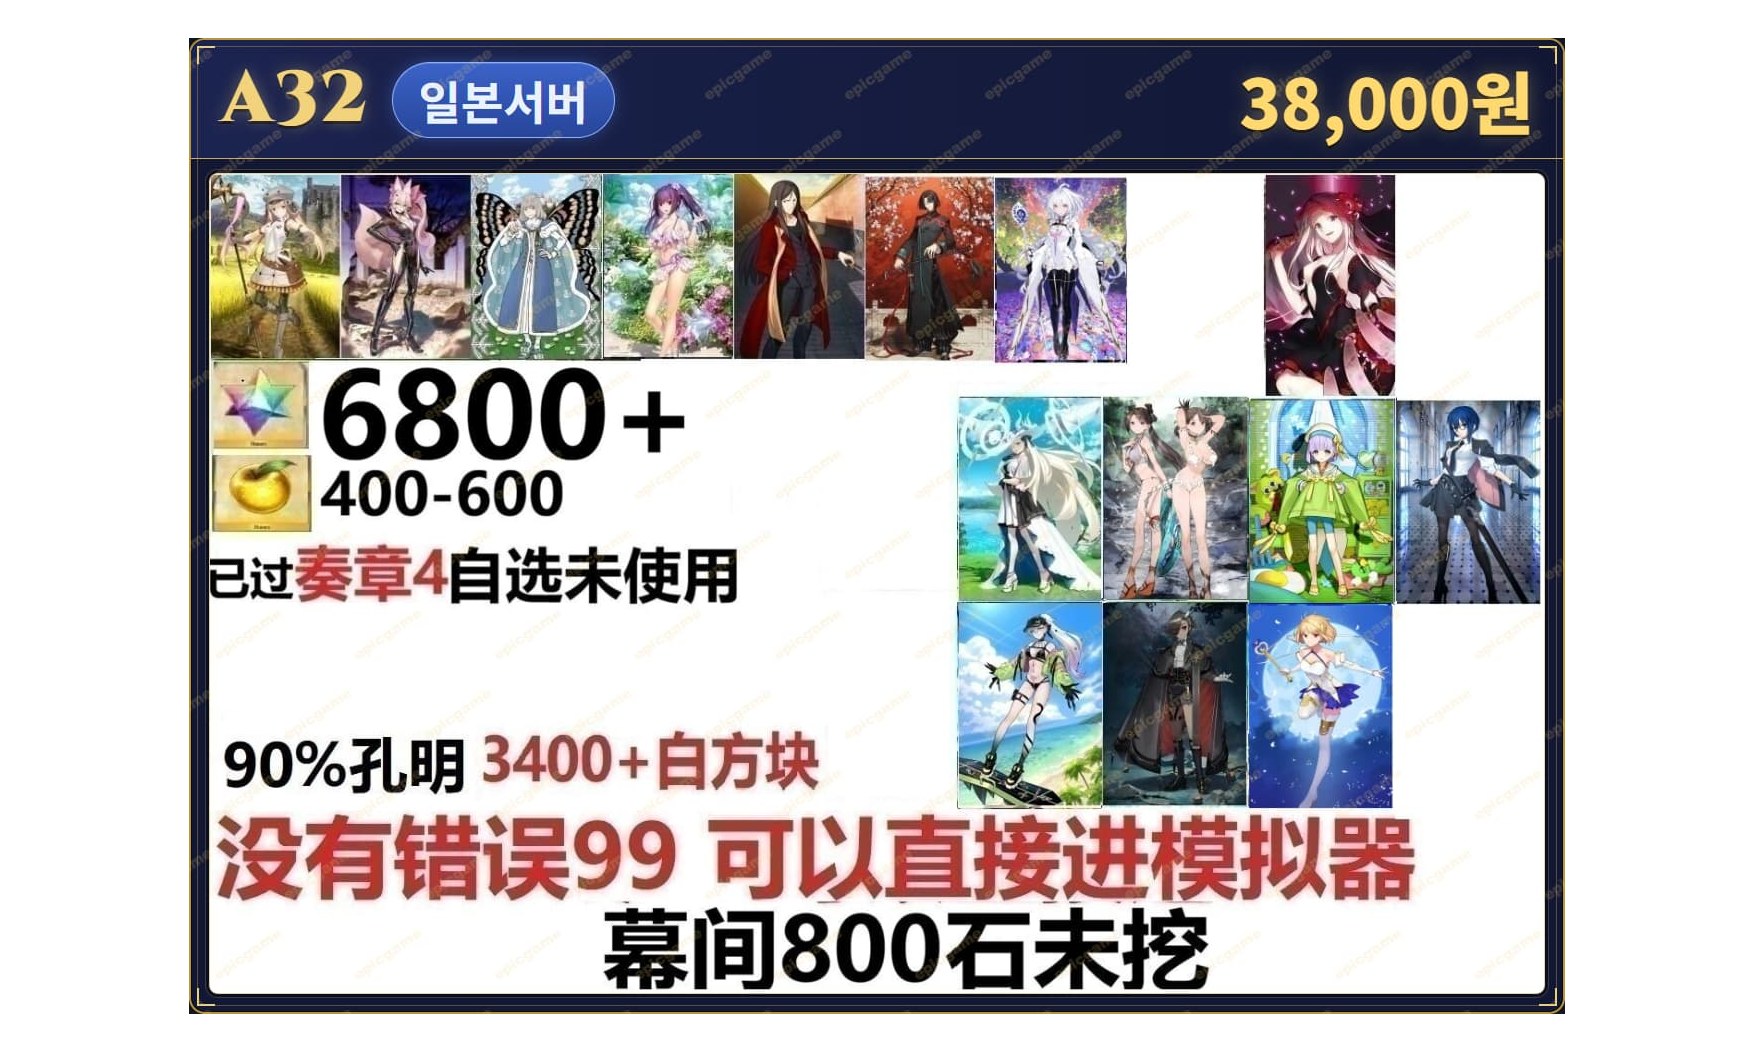 A32 일본서버 38,000원
6800+
400-600
已过奏章4自选未使用
90%孔明 3400+白方块
没有错误99 可以直接进模拟器
幕间800石未挖
epicgame